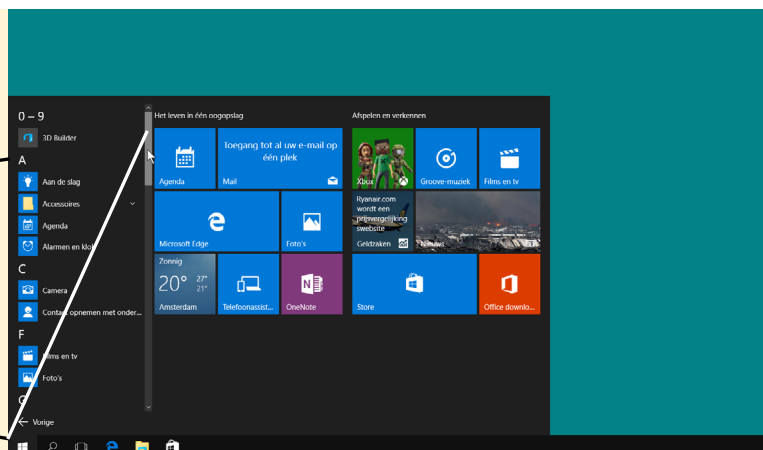 0 – 9
3D Builder
A
Aan de slag
Accessoires
Agenda
Alarmen en klok
C
Camera
Contact opnemen met onder...
F
Films en tv
Foto's
Vorige
Het leven in één oogopslag
Agenda
Toegang tot al uw e-mail op
één plek
Mail
Microsoft Edge
Foto's
Zonnig
20° 27°
21°
Amsterdam
Telefoonassist...
OneNote
Afspelen en verkennen
Xbox
Groove-muziek
Films en tv
Ryanair.com
wordt een
prijsvergelijking
swebsite
Geldzaken
Nieuws
Store
Office downlo...